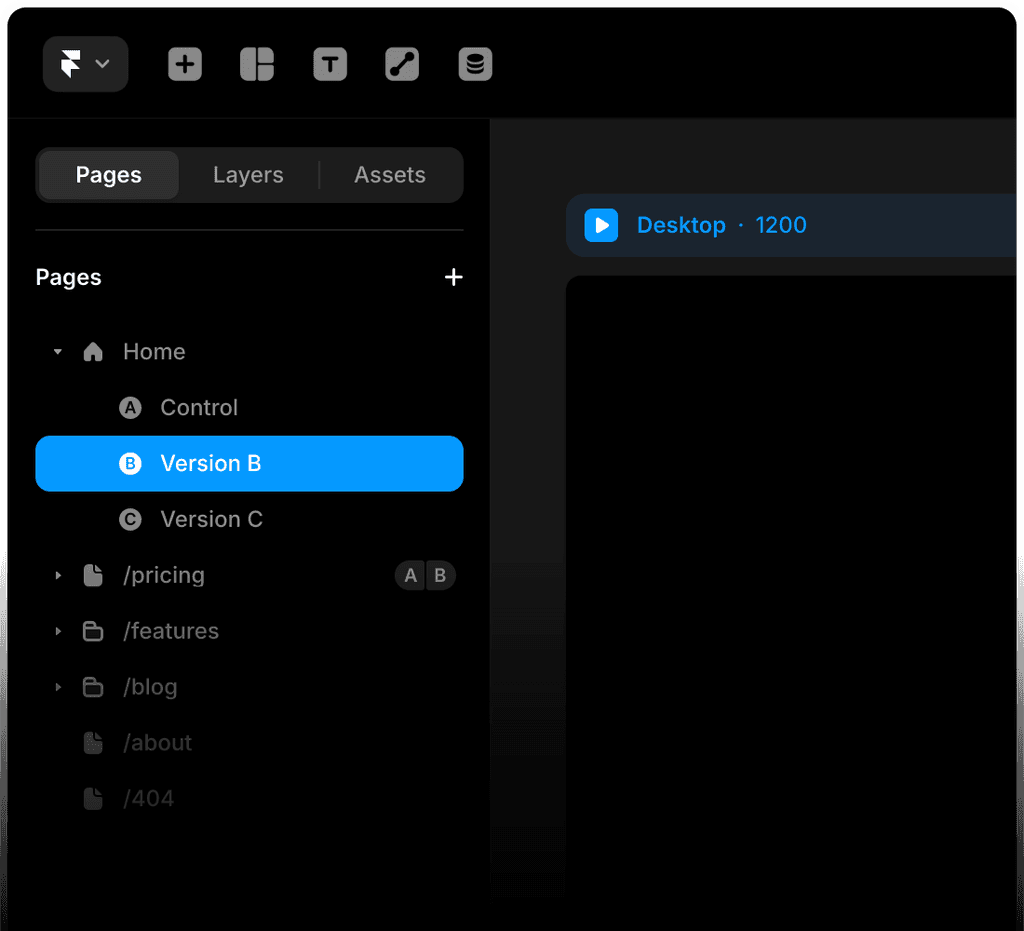 T
Pages Layers Assets
Desktop · 1200
Pages +
Home
A Control
B Version B
C Version C
/pricing A B
/features
/blog
/about
/404